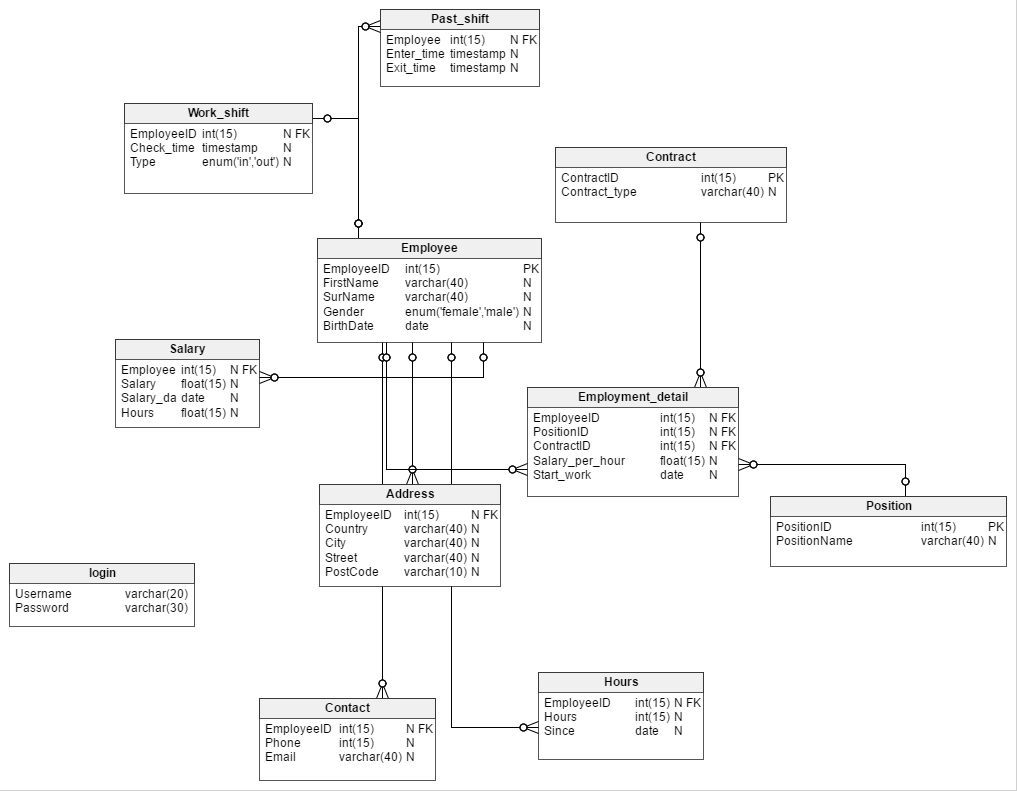 Past_shift
Employee int(15) N FK
Enter_time timestamp N
Exit_time timestamp N
Work_shift
EmployeeID int(15) N FK
Check_time timestamp N
Type enum('in','out') N
Contract
ContractID int(15) PK
Contract_type varchar(40) N
Employee
EmployeeID int(15) PK
FirstName varchar(40) N
SurName varchar(40) N
Gender enum('female','male') N
BirthDate date N
Salary
Employee int(15) N FK
Salary float(15) N
Salary_da date N
Hours float(15) N
Employment_detail
EmployeeID int(15) N FK
PositionID int(15) N FK
ContractID int(15) N FK
Salary_per_hour float(15) N
Start_work date N
Address
EmployeeID int(15) N FK
Country varchar(40) N
City varchar(40) N
Street varchar(40) N
PostCode varchar(10) N
Position
PositionID int(15) PK
PositionName varchar(40) N
login
Username varchar(20)
Password varchar(30)
Contact
EmployeeID int(15) N FK
Phone int(15) N
Email varchar(40) N
Hours
EmployeeID int(15) N FK
Hours int(15) N
Since date N